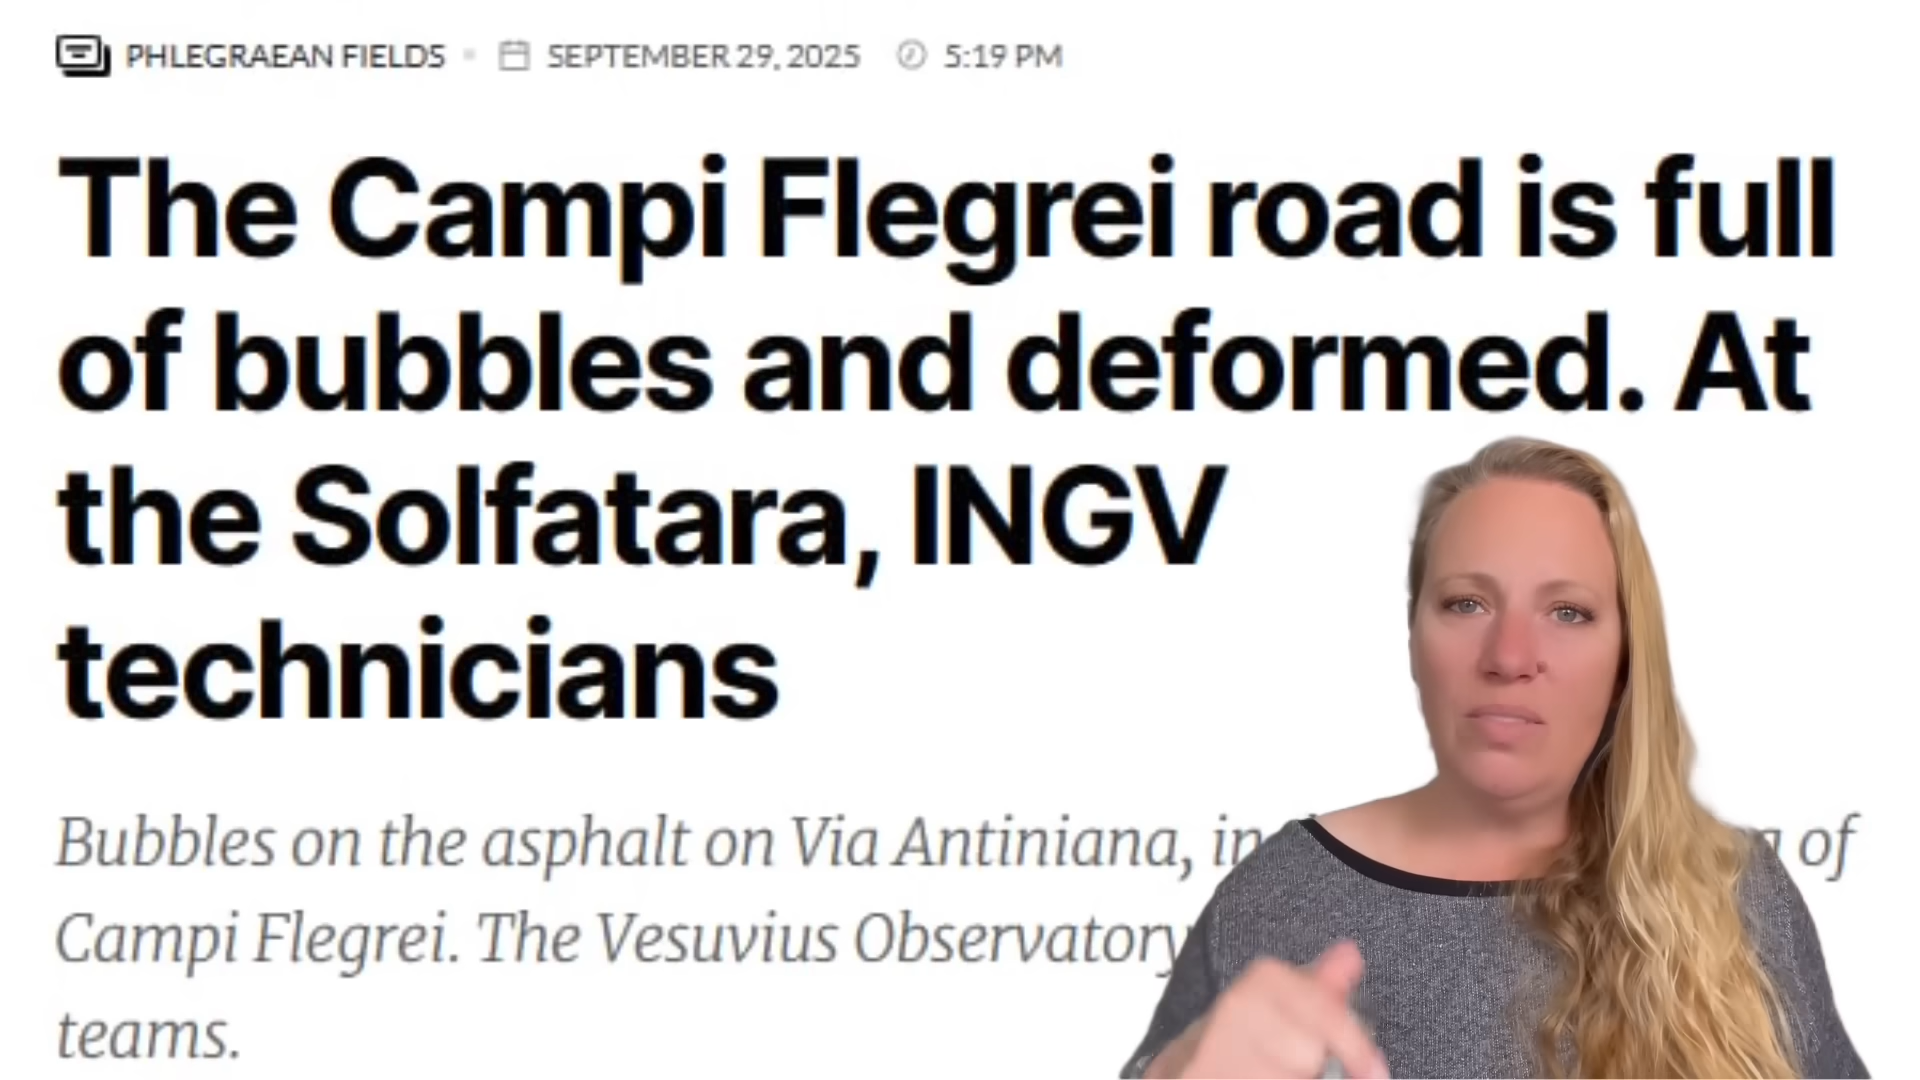 PHLEGRAEAN FIELDS SEPTEMBER 29, 2025 5:19 PM
The Campi Flegrei road is full
of bubbles and deformed. At
the Solfatara, INGV
technicians
Bubbles on the asphalt on Via Antiniana, of
Campi Flegrei. The Vesuvius Observatory
teams.